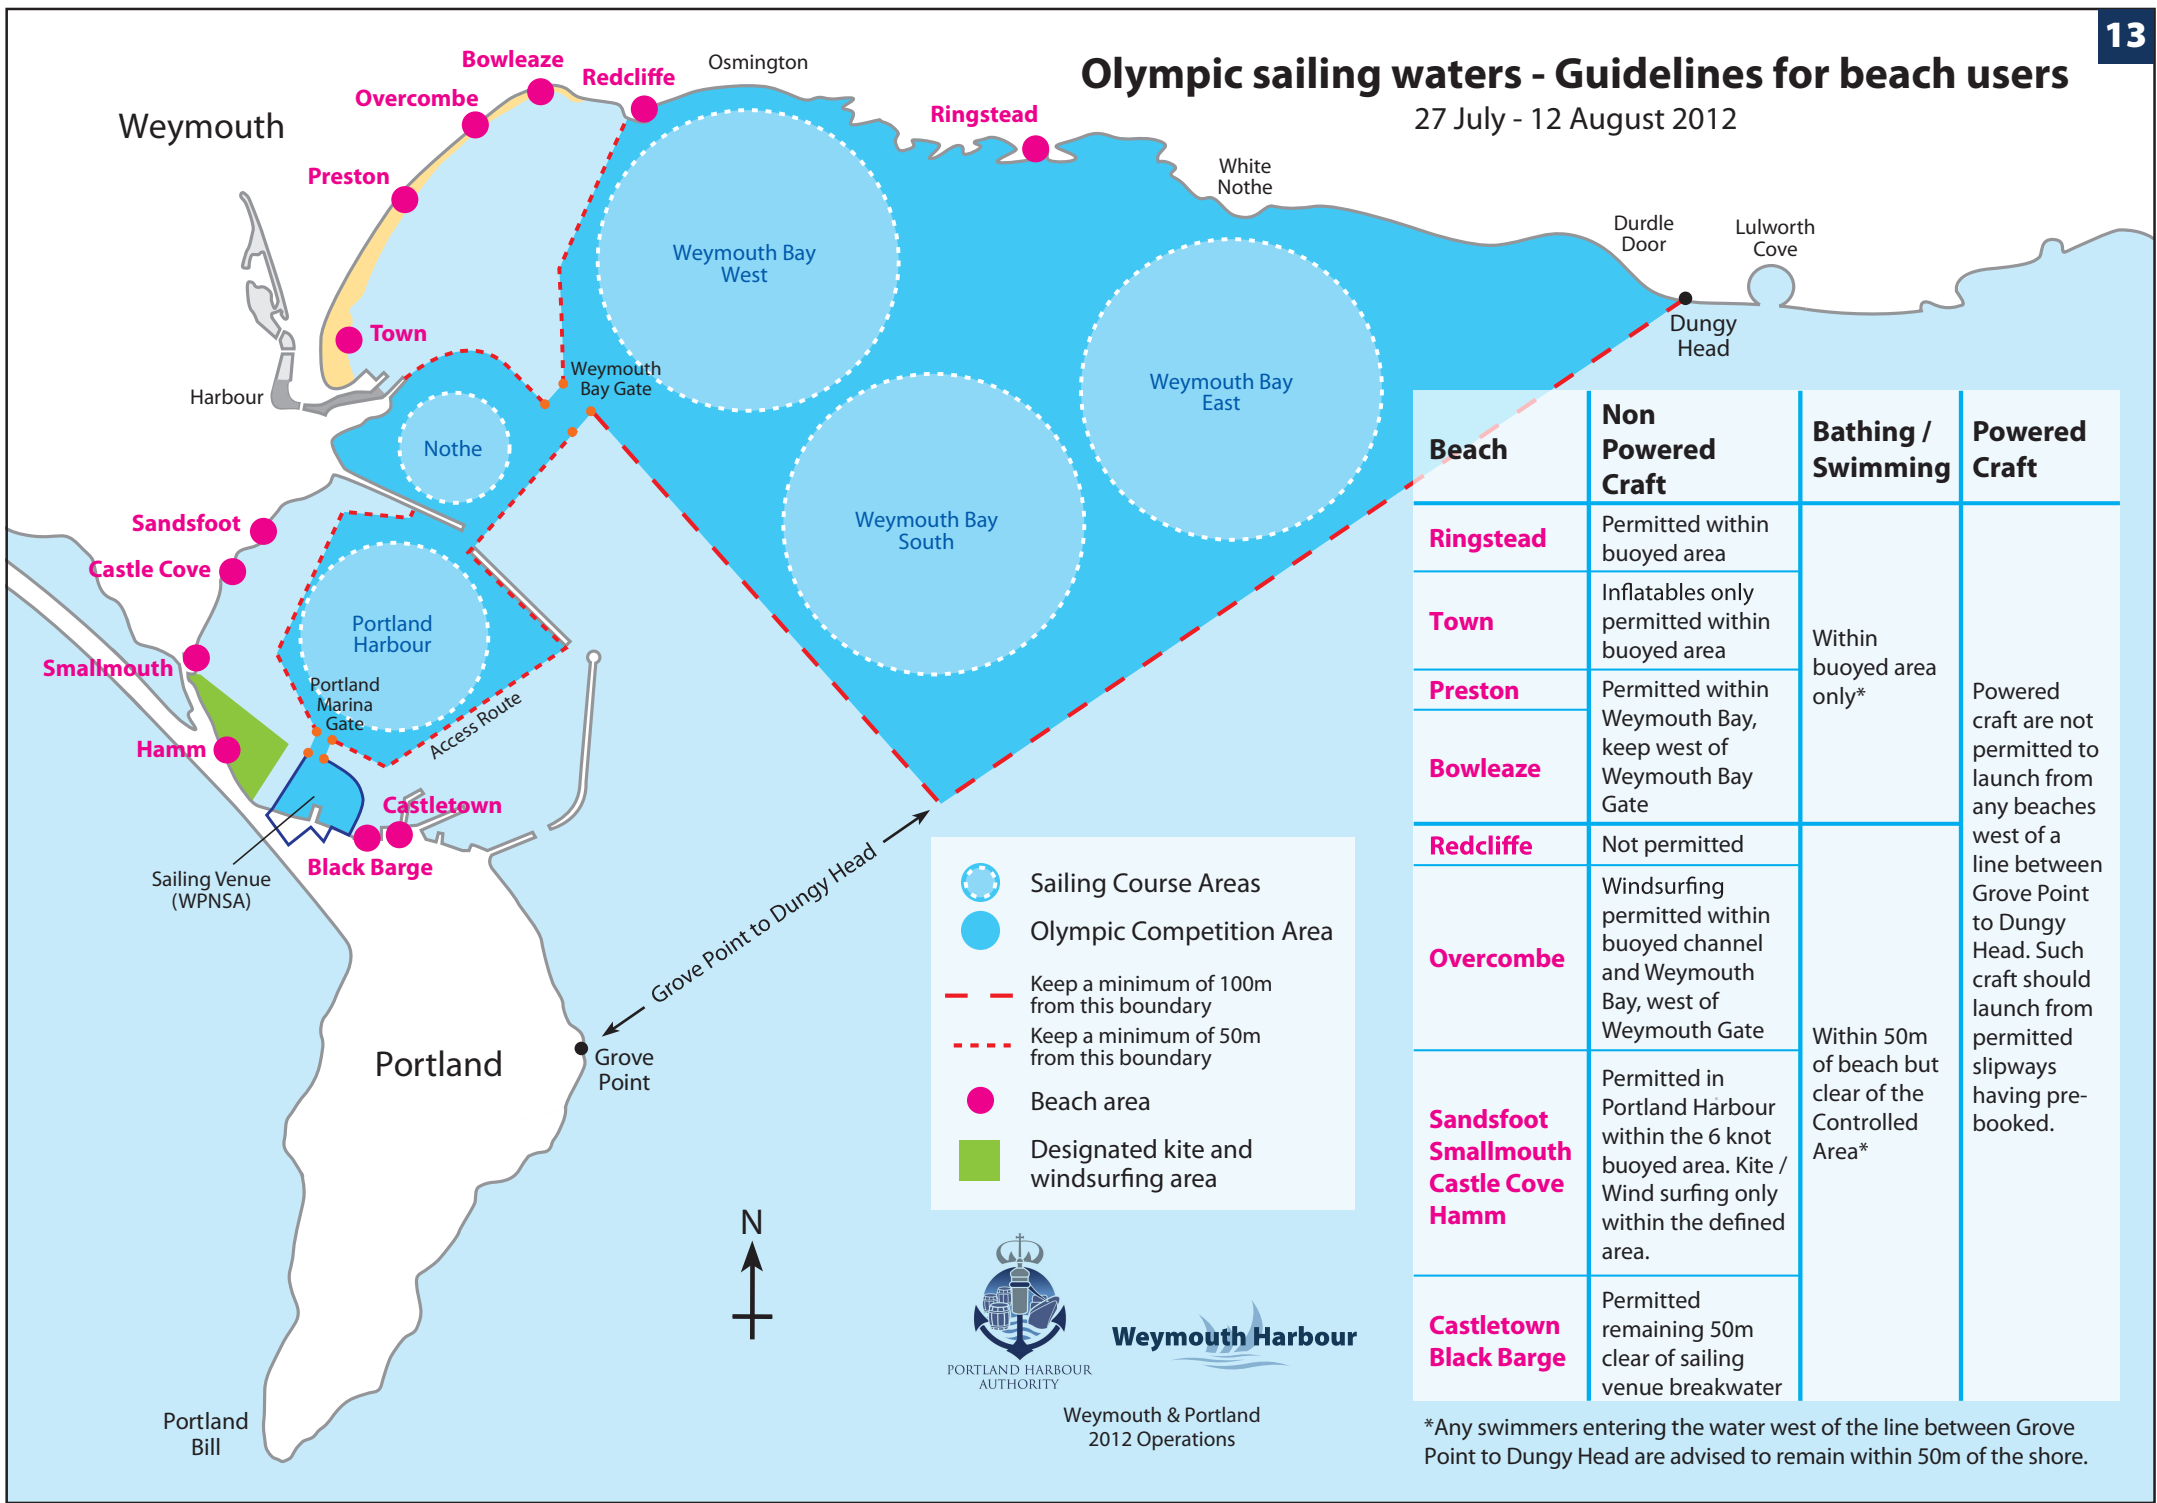 13
Olympic sailing waters - Guidelines for beach users
27 July - 12 August 2012
Weymouth
Bowleaze
Redcliffe
Osmington
Overcombe
Preston
Ringstead
White
Nothe
Durdle
Door
Lulworth
Cove
Dungy
Head
Town
Harbour
Weymouth
Bay Gate
Weymouth Bay
West
Weymouth Bay
East
Weymouth Bay
South
Nothe
Sandsfoot
Castle Cove
Smallmouth
Hamm
Portland
Harbour
Portland
Marina
Gate
Access Route
Castletown
Black Barge
Sailing Venue
(WPNSA)
Grove Point to Dungy Head
Grove
Point
Portland
Portland
Bill
Sailing Course Areas
Olympic Competition Area
Keep a minimum of 100m
from this boundary
Keep a minimum of 50m
from this boundary
Beach area
Designated kite and
windsurfing area
N
PORTLAND HARBOUR
AUTHORITY
Weymouth Harbour
Weymouth & Portland
2012 Operations
Beach
Non
Powered
Craft
Bathing /
Swimming
Powered
Craft
Ringstead
Permitted within
buoyed area
Town
Inflatables only
permitted within
buoyed area
Preston
Bowleaze
Permitted within
Weymouth Bay,
keep west of
Weymouth Bay
Gate
Within
buoyed area
only*
Redcliffe
Not permitted
Overcombe
Windsurfing
permitted within
buoyed channel
and Weymouth
Bay, west of
Weymouth Gate
Sandsfoot
Smallmouth
Castle Cove
Hamm
Permitted in
Portland Harbour
within the 6 knot
buoyed area. Kite /
Wind surfing only
within the defined
area.
Castletown
Black Barge
Permitted
remaining 50m
clear of sailing
venue breakwater
Within 50m
of beach but
clear of the
Controlled
Area*
Powered
craft are not
permitted to
launch from
any beaches
west of a
line between
Grove Point
to Dungy
Head. Such
craft should
launch from
permitted
slipways
having pre-
booked.
*Any swimmers entering the water west of the line between Grove
Point to Dungy Head are advised to remain within 50m of the shore.